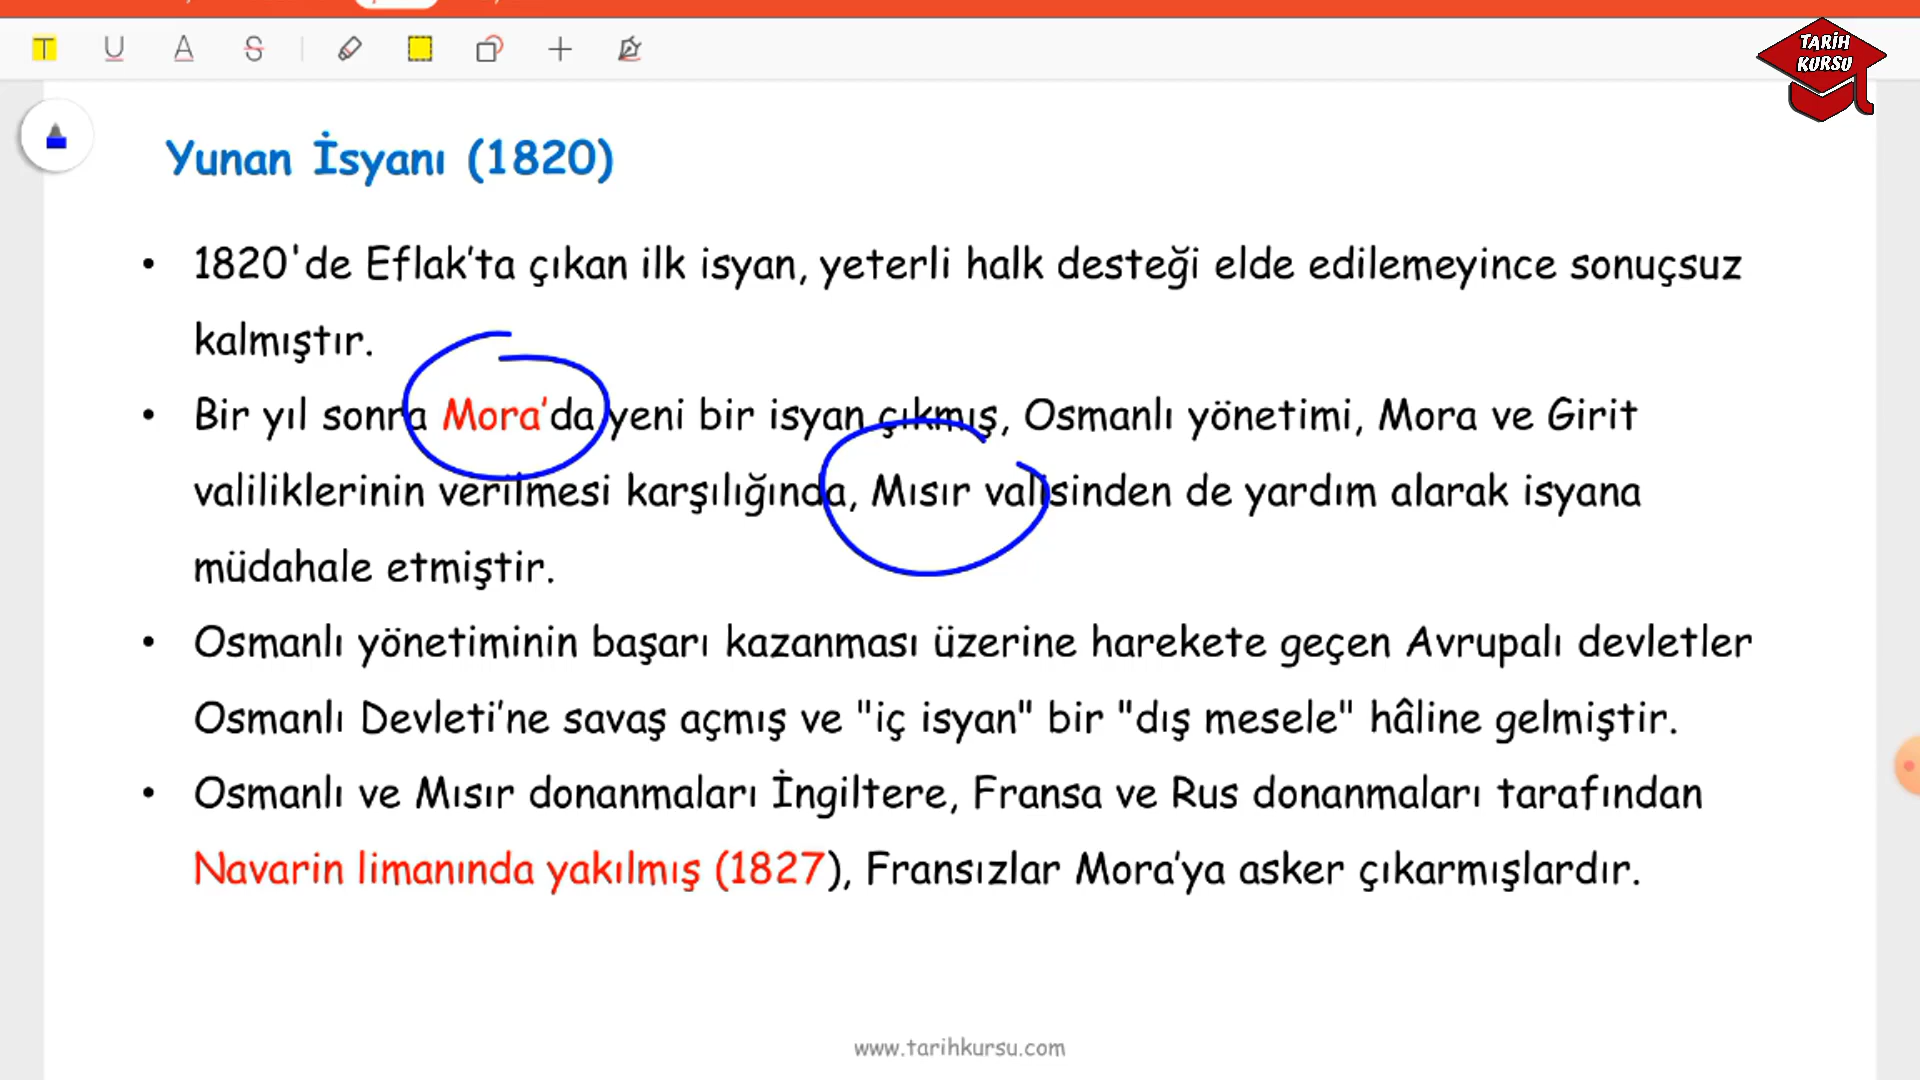 TARİH
KURSU
Yunan İsyanı (1820)
• 1820'de Eflak’ta çıkan ilk isyan, yeterli halk desteği elde edilemeyince sonuçsuz
kalmıştır.
• Bir yıl sonra Mora’da yeni bir isyan çıkmış, Osmanlı yönetimi, Mora ve Girit
valiliklerinin verilmesi karşılığında, Mısır valisinden de yardım alarak isyana
müdahale etmiştir.
• Osmanlı yönetiminin başarı kazanması üzerine harekete geçen Avrupalı devletler
Osmanlı Devleti’ne savaş açmış ve "iç isyan" bir "dış mesele" hâline gelmiştir.
• Osmanlı ve Mısır donanmaları İngiltere, Fransa ve Rus donanmaları tarafından
Navarin limanında yakılmış (1827), Fransızlar Mora’ya asker çıkarmışlardır.
www.tarihkursu.com